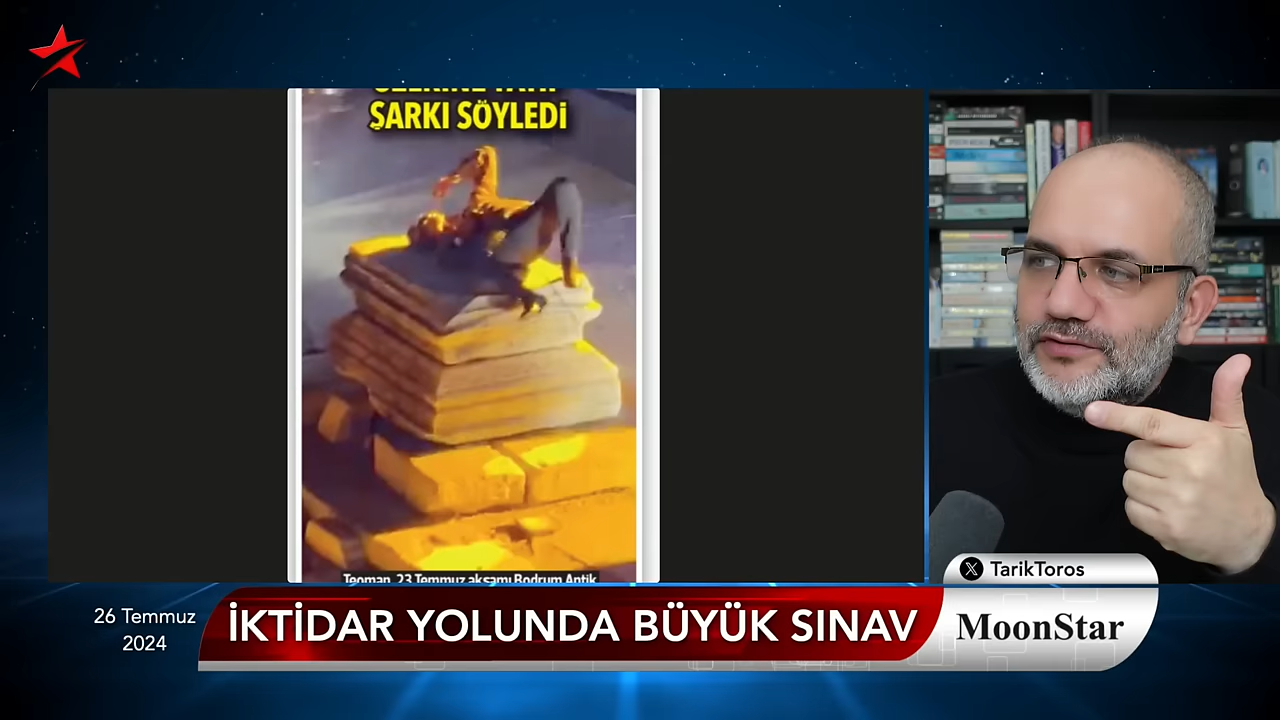 ŞARKI SÖYLEDİ
Teoman, 23 Temmuz akşamı Bodrum Antik
TarikToros
26 Temmuz
2024
İKTİDAR YOLUNDA BÜYÜK SINAV
MoonStar